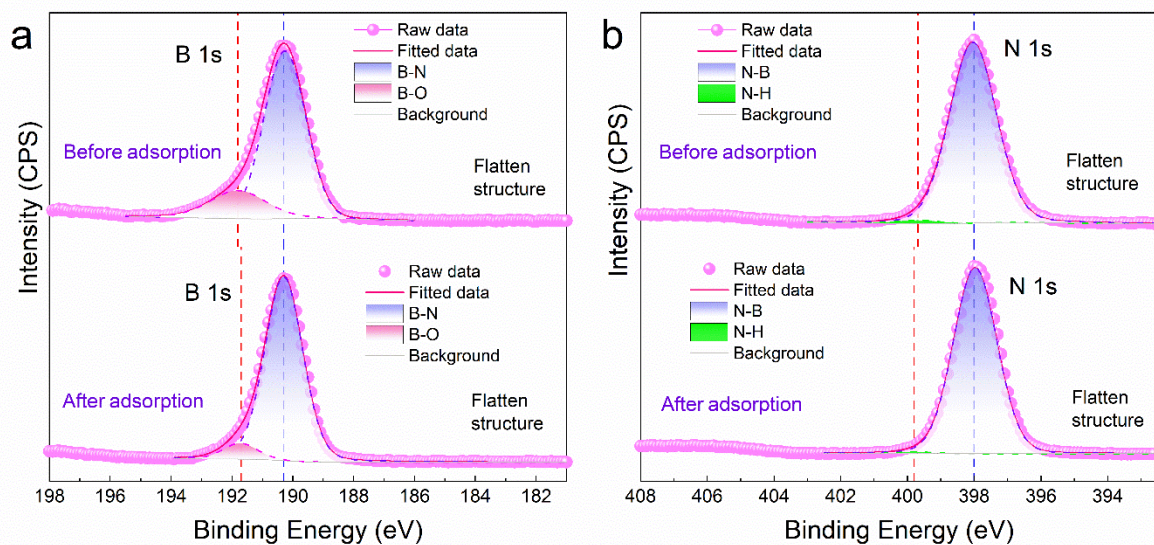 a
B 1s
Raw data
Fitted data
B-N
B-O
Background
Before adsorption
Flatten
structure
B 1s
Raw data
Fitted data
B-N
B-O
Background
After adsorption
Flatten
structure
Intensity (CPS)
198 196 194 192 190 188 186 184 182
Binding Energy (eV)
b
N 1s
Raw data
Fitted data
N-B
N-H
Background
Before adsorption
Flatten
structure
Raw data
Fitted data
N-B
N-H
Background
N 1s
After adsorption
Flatten
structure
Intensity (CPS)
408 406 404 402 400 398 396 394
Binding Energy (eV)